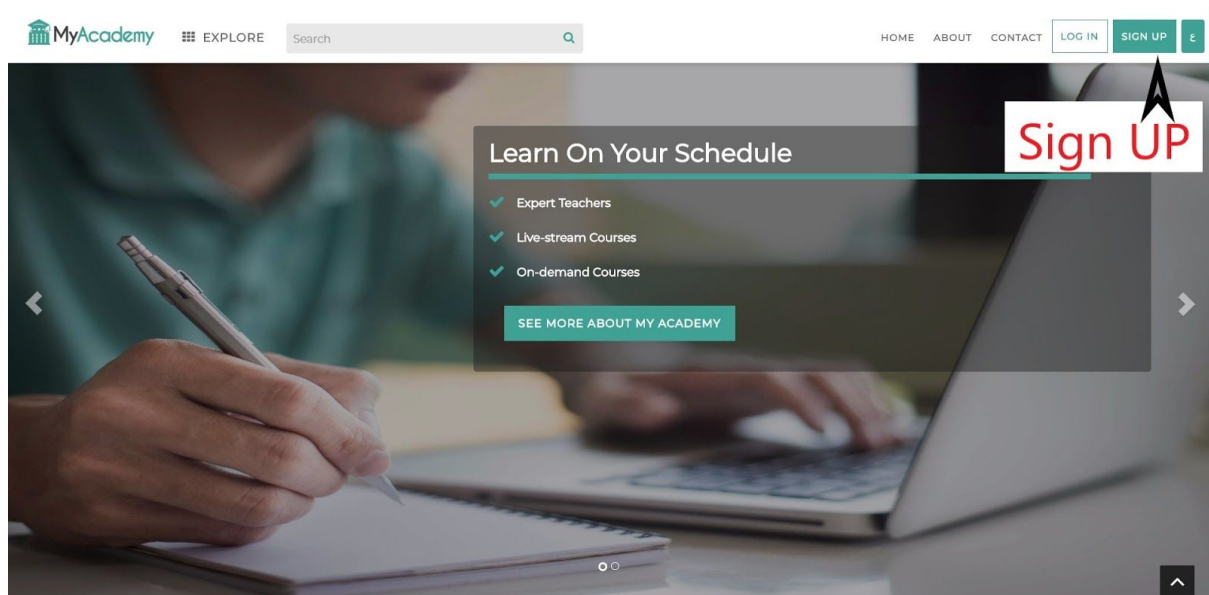 MyAcademy
EXPLORE
Search
HOME
ABOUT
CONTACT
LOG IN
SIGN UP
ع
Sign UP
Learn On Your Schedule
Expert Teachers
Live-stream Courses
On-demand Courses
SEE MORE ABOUT MY ACADEMY